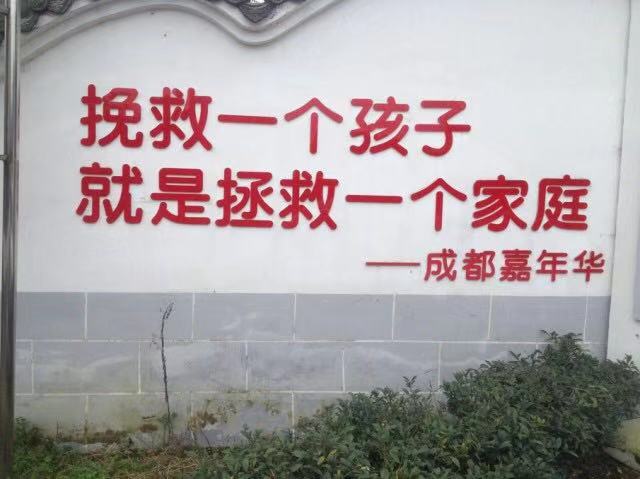 挽救一个孩子
就是拯救一个家庭
——成都嘉年华